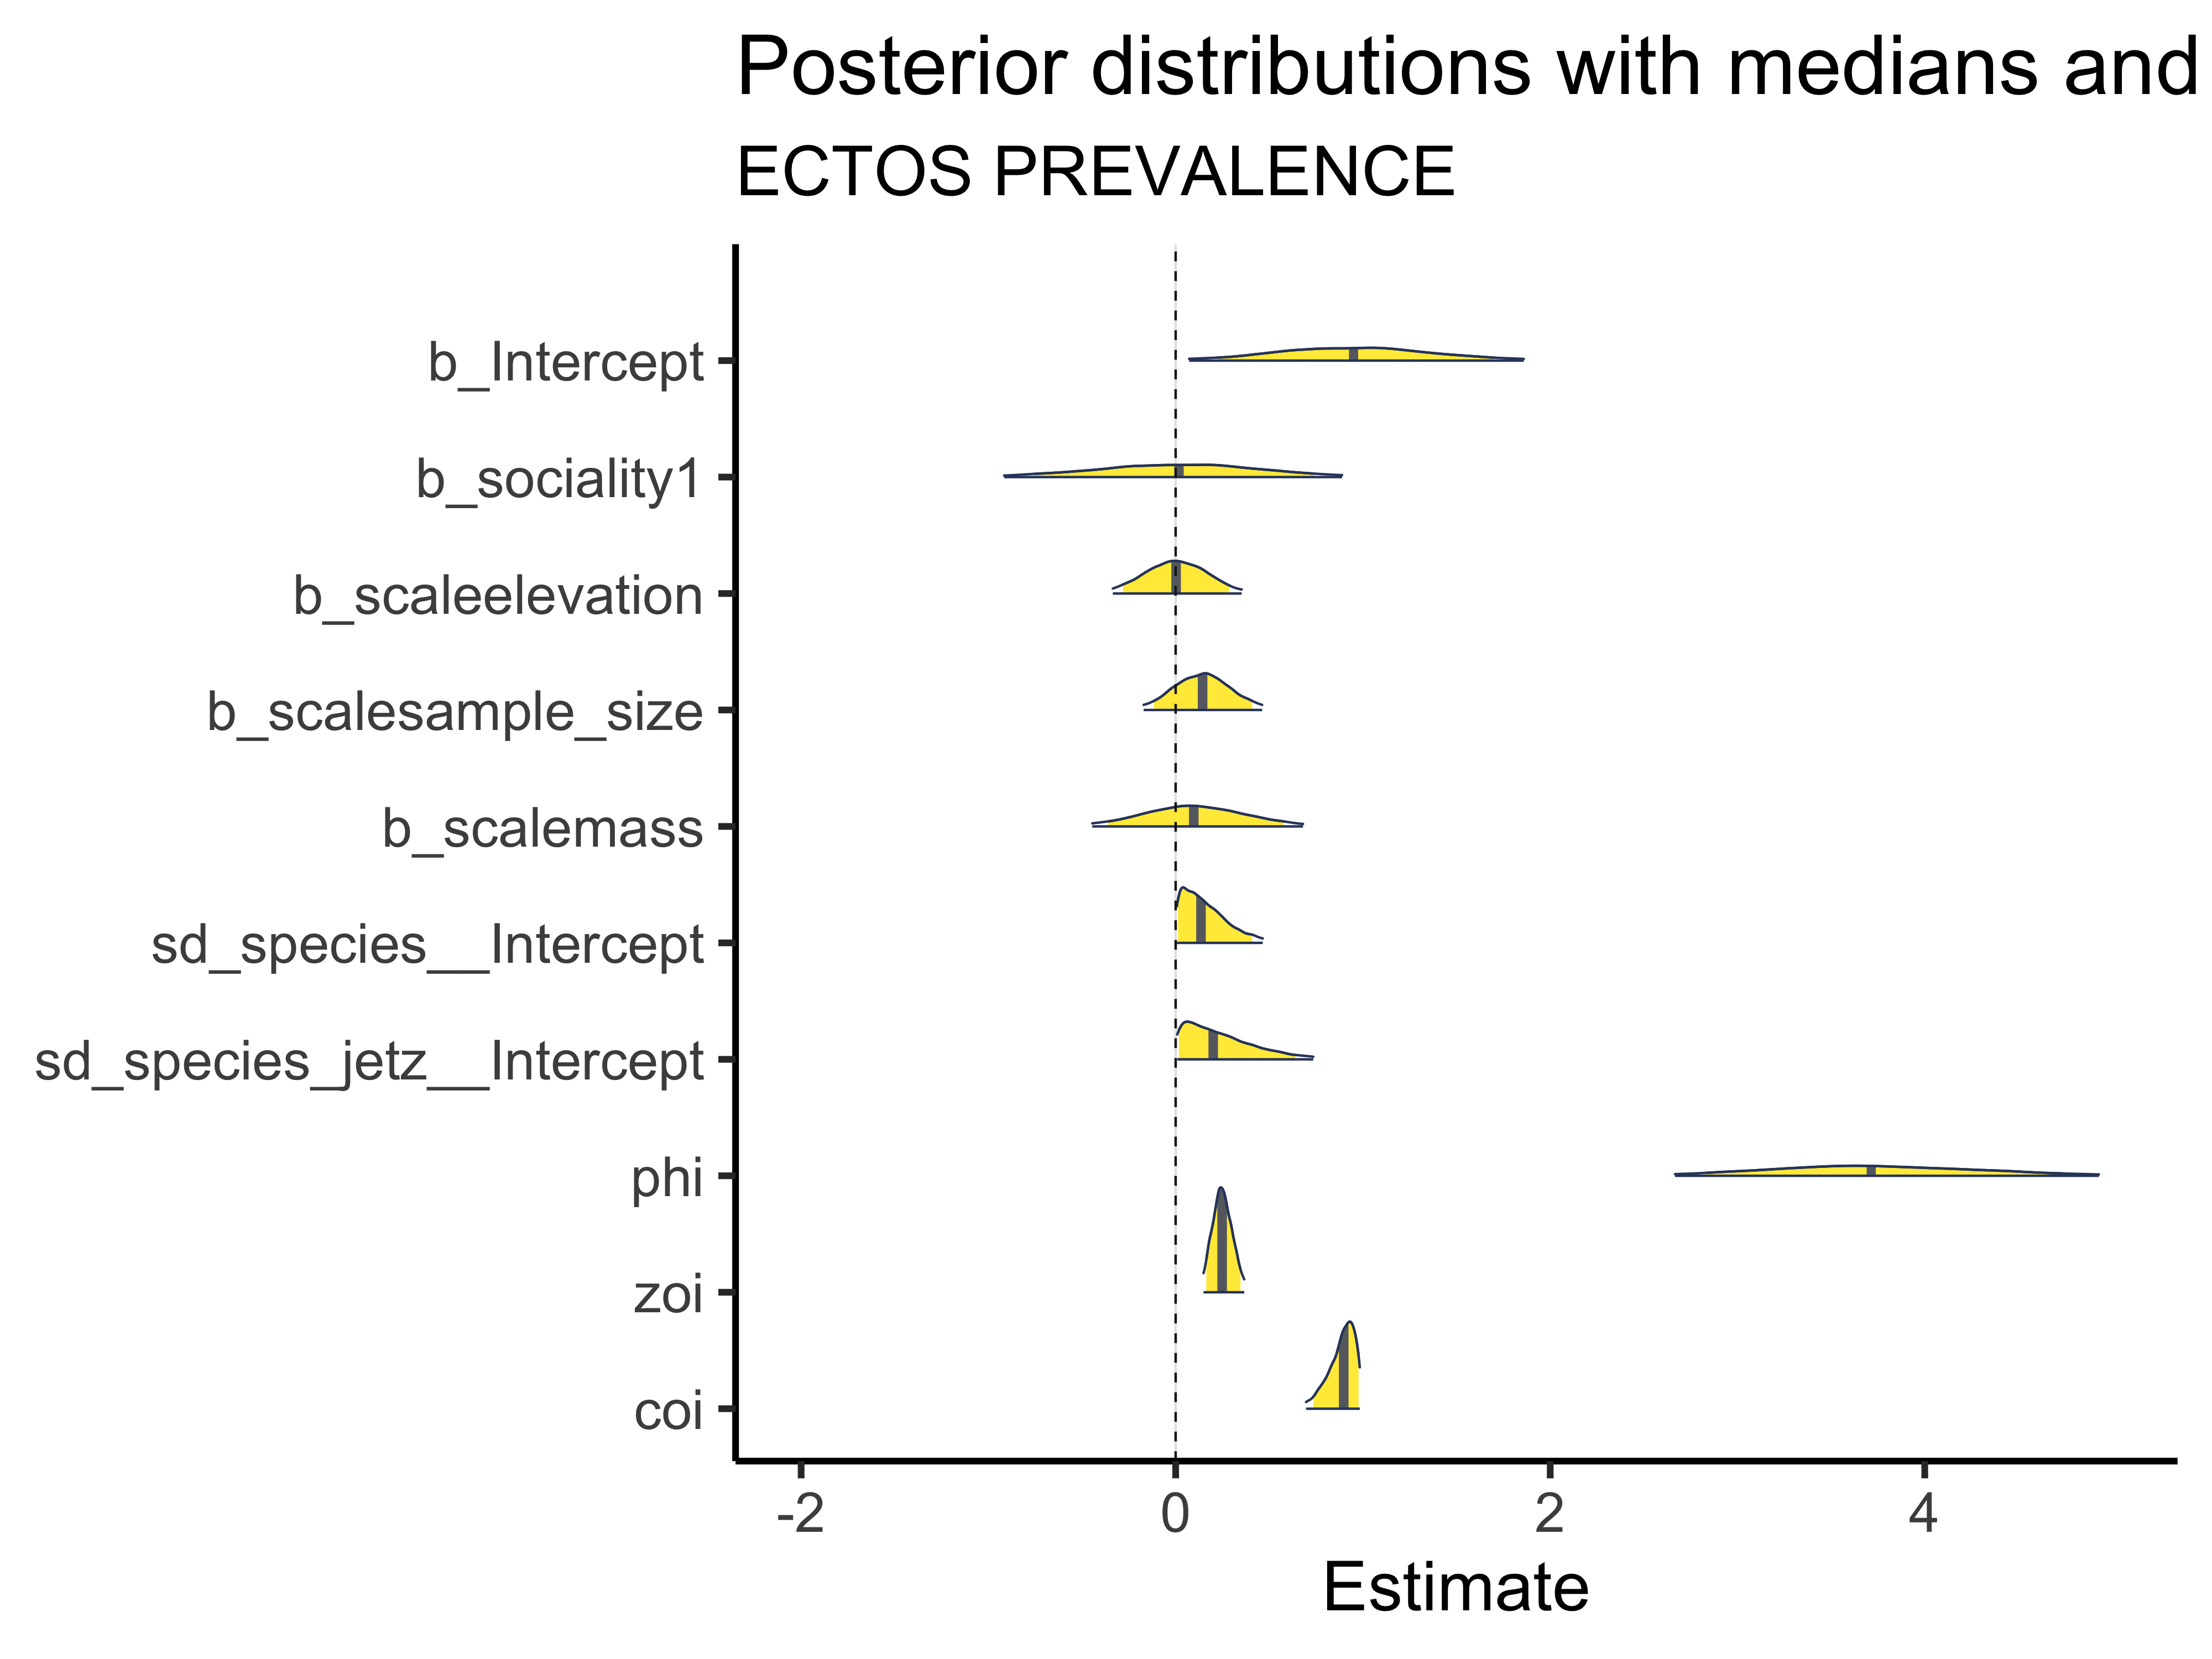 Posterior distributions with medians and
ECTOS PREVALENCE
b_Intercept
b_sociality1
b_scaleelevation
b_scalesample_size
b_scalemass
sd_species__Intercept
sd_species_jetz__Intercept
phi
zoi
coi
-2 0 2 4
Estimate